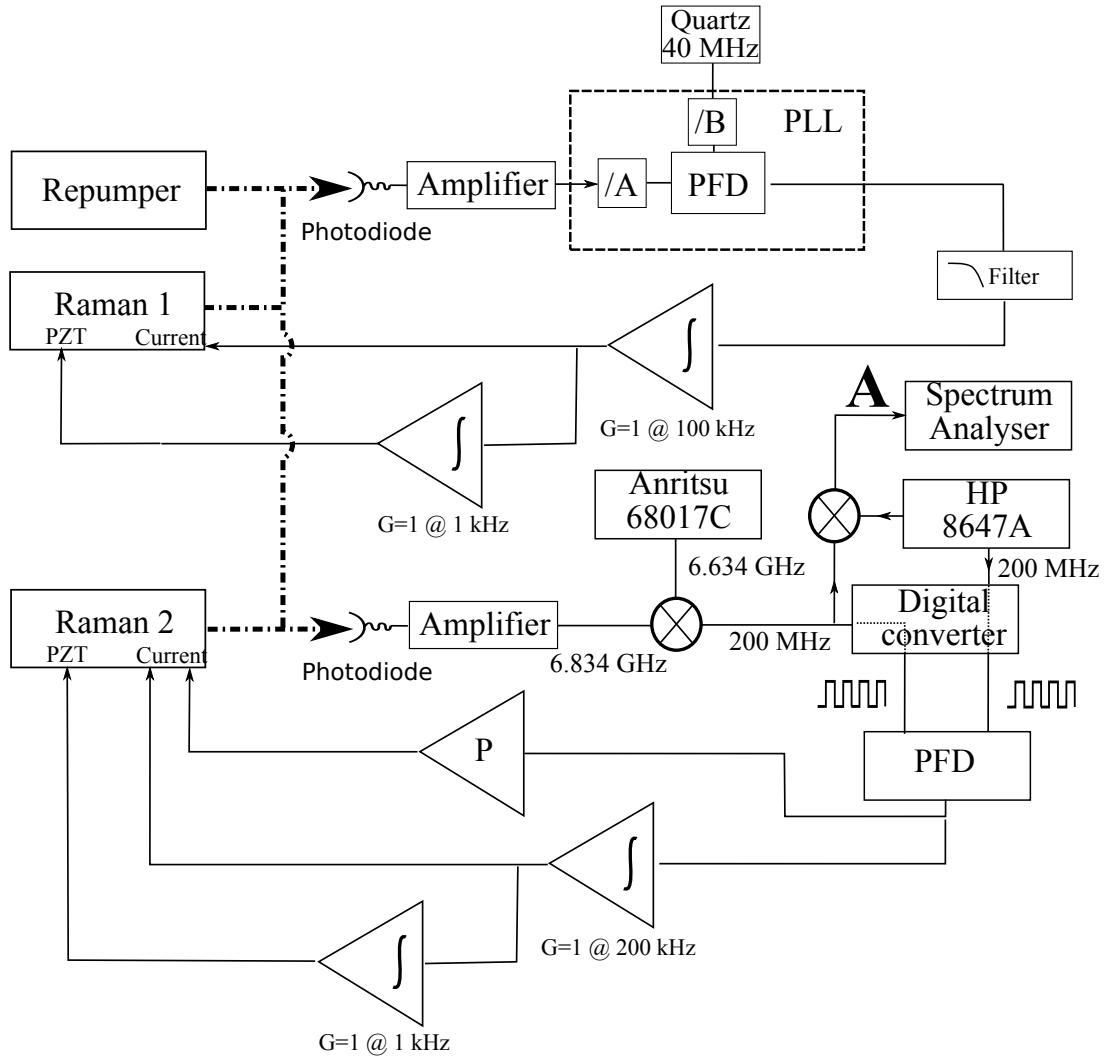 Quartz
40 MHz
/B
PLL
Repumper
Amplifier
/A
PFD
Photodiode
Filter
Raman 1
PZT
Current
∫
G=1 @ 100 kHz
∫
G=1 @ 1 kHz
A
Spectrum
Analyser
Anritsu
68017C
HP
8647A
6.634 GHz
200 MHz
Raman 2
PZT
Current
Amplifier
Digital
converter
Photodiode
6.834 GHz
200 MHz
P
PFD
∫
G=1 @ 200 kHz
∫
G=1 @ 1 kHz